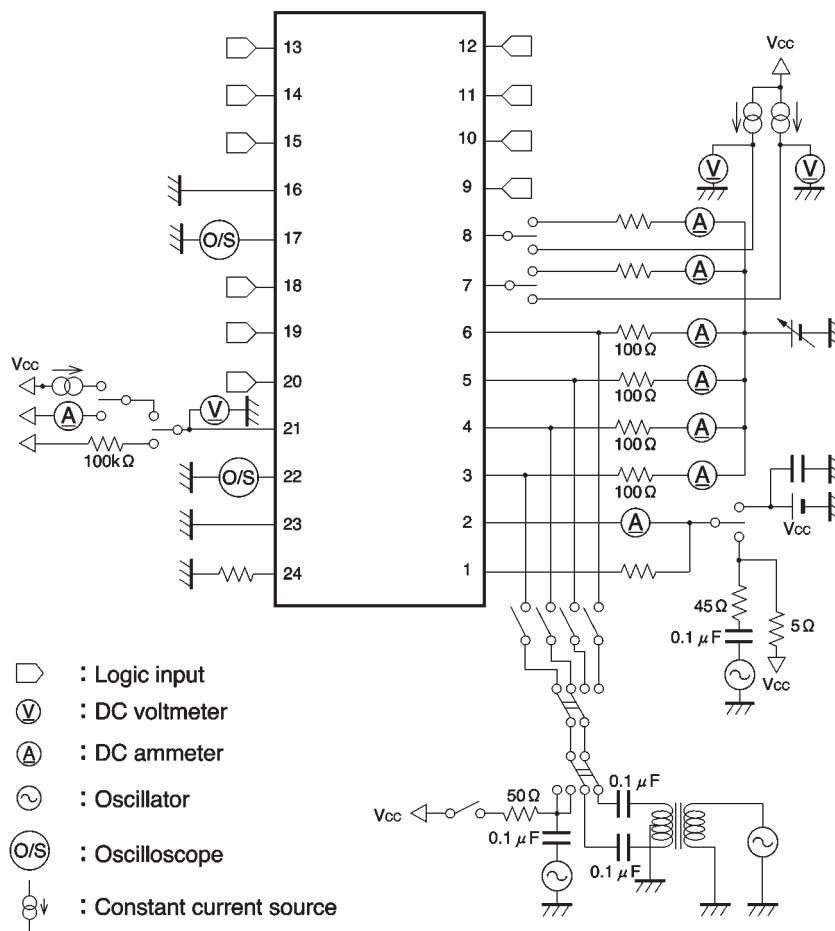 13
14
15
16
17
18
19
20
21
22
23
24
12
11
10
9
8
7
6
5
4
3
2
1
O/S
O/S
Vcc
A
V
100kΩ
Vcc
V
V
A
A
A
100Ω
A
100Ω
A
100Ω
A
100Ω
A
Vcc
45Ω
0.1 μF
5Ω
Vcc
Vcc
50Ω
0.1 μF
0.1 μF
0.1 μF
: Logic input
V : DC voltmeter
A : DC ammeter
: Oscillator
O/S : Oscilloscope
: Constant current source